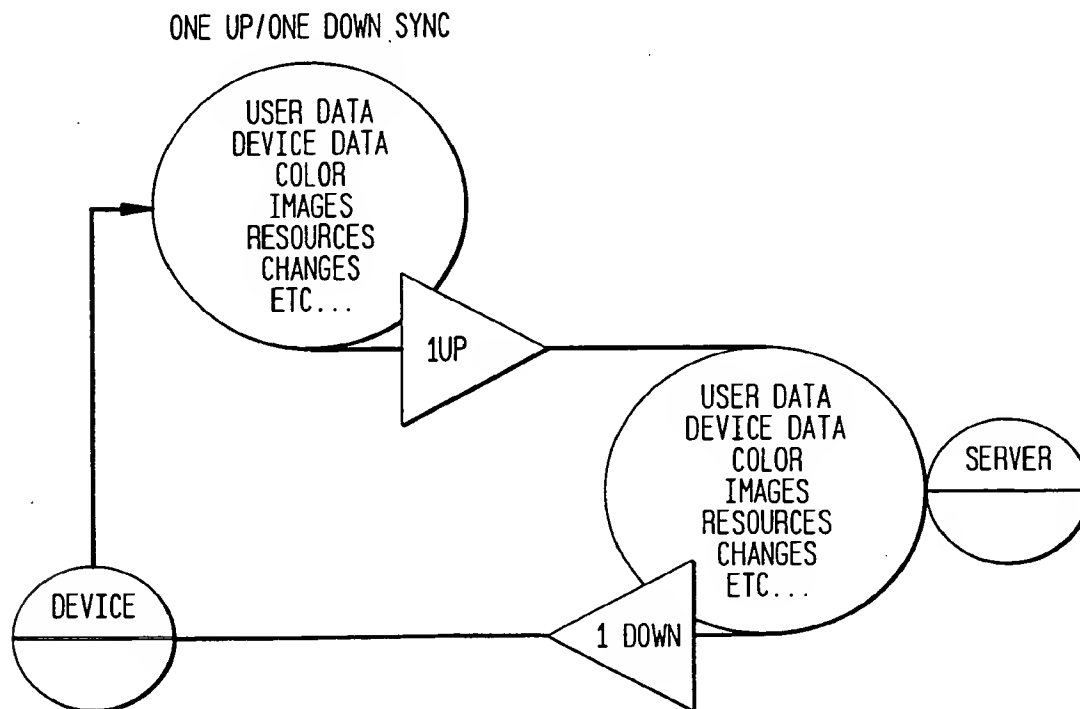 ONE UP/ONE DOWN SYNC
USER DATA
DEVICE DATA
COLOR
IMAGES
RESOURCES
CHANGES
ETC...
1UP
USER DATA
DEVICE DATA
COLOR
IMAGES
RESOURCES
CHANGES
ETC...
SERVER
DEVICE
1 DOWN